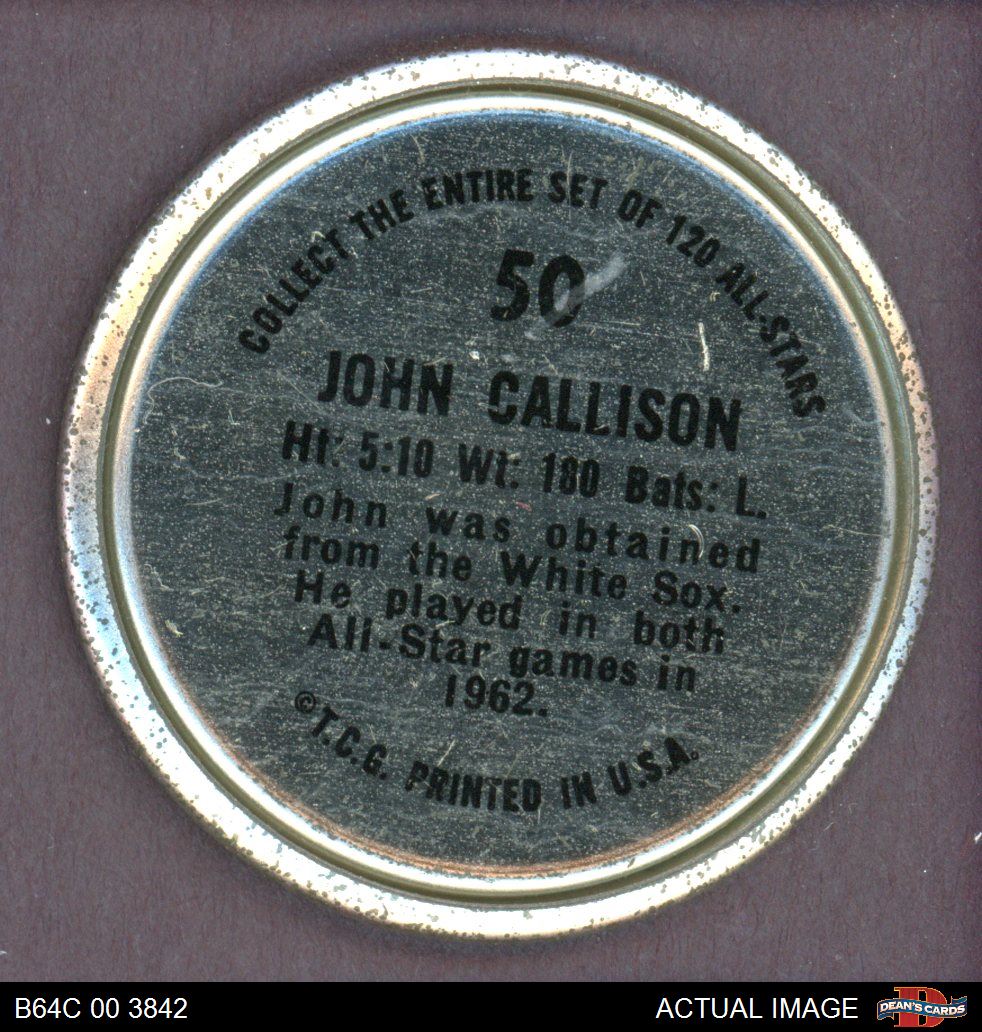 COLLECT THE ENTIRE SET OF 120 ALL-STARS
50
JOHN CALLISON
Ht: 5:10 Wt: 180 Bats: L.
John was obtained
from the White Sox.
He played in both
All-Star games in
1962.
©T.C.G. PRINTED IN U.S.A.
B64C 00 3842
ACTUAL IMAGE
DEAN'S CARDS